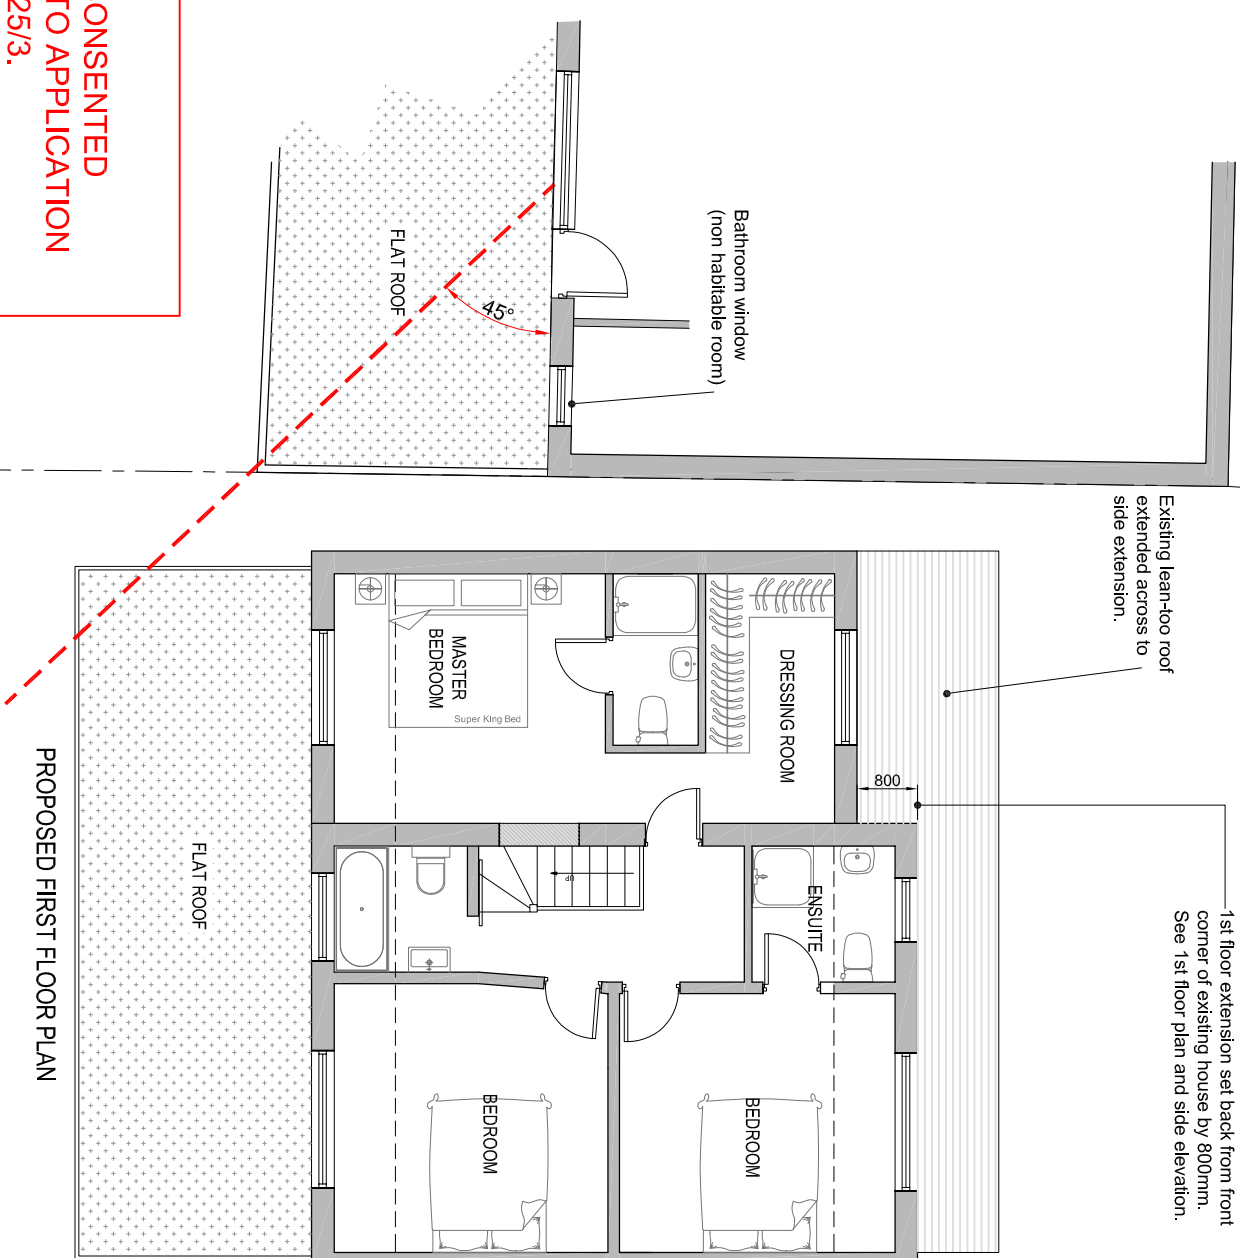 ONSENTED
TO APPLICATION
25/3.
Bathroom window
(non habitable room)
FLAT ROOF
45°
Existing lean-too roof
extended across to
side extension.
1st floor extension set back from front
corner of existing house by 800mm.
See 1st floor plan and side elevation.
800
DRESSING ROOM
MASTER
BEDROOM
Super King Bed
ENSUITE
UP
BEDROOM
BEDROOM
FLAT ROOF
PROPOSED FIRST FLOOR PLAN